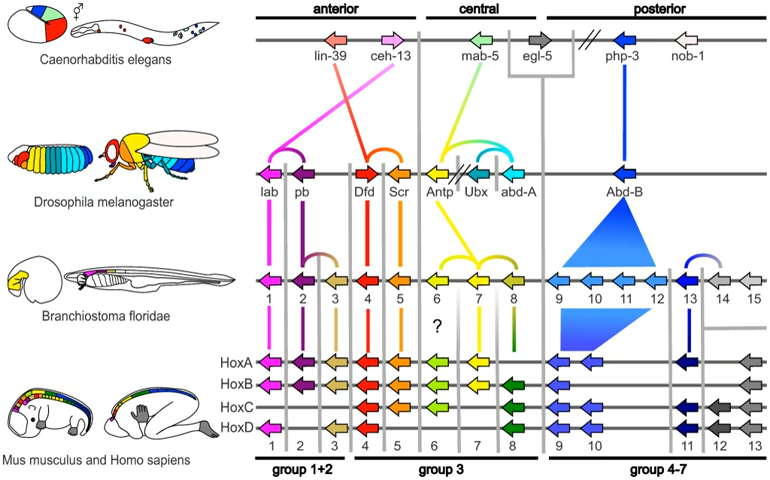 anterior central posterior
lin-39 ceh-13 mab-5 egl-5 php-3 nob-1
Caenorhabditis elegans
lab pb Dfd Scr Antp Ubx abd-A Abd-B
Drosophila melanogaster
1 2 3 4 5 6 7 8 9 10 11 12 13 14 15
Branchiostoma floridae
?
HoxA
HoxB
HoxC
HoxD
1 2 3 4 5 6 7 8 9 10 11 12 13
Mus musculus and Homo sapiens
group 1+2 group 3 group 4-7